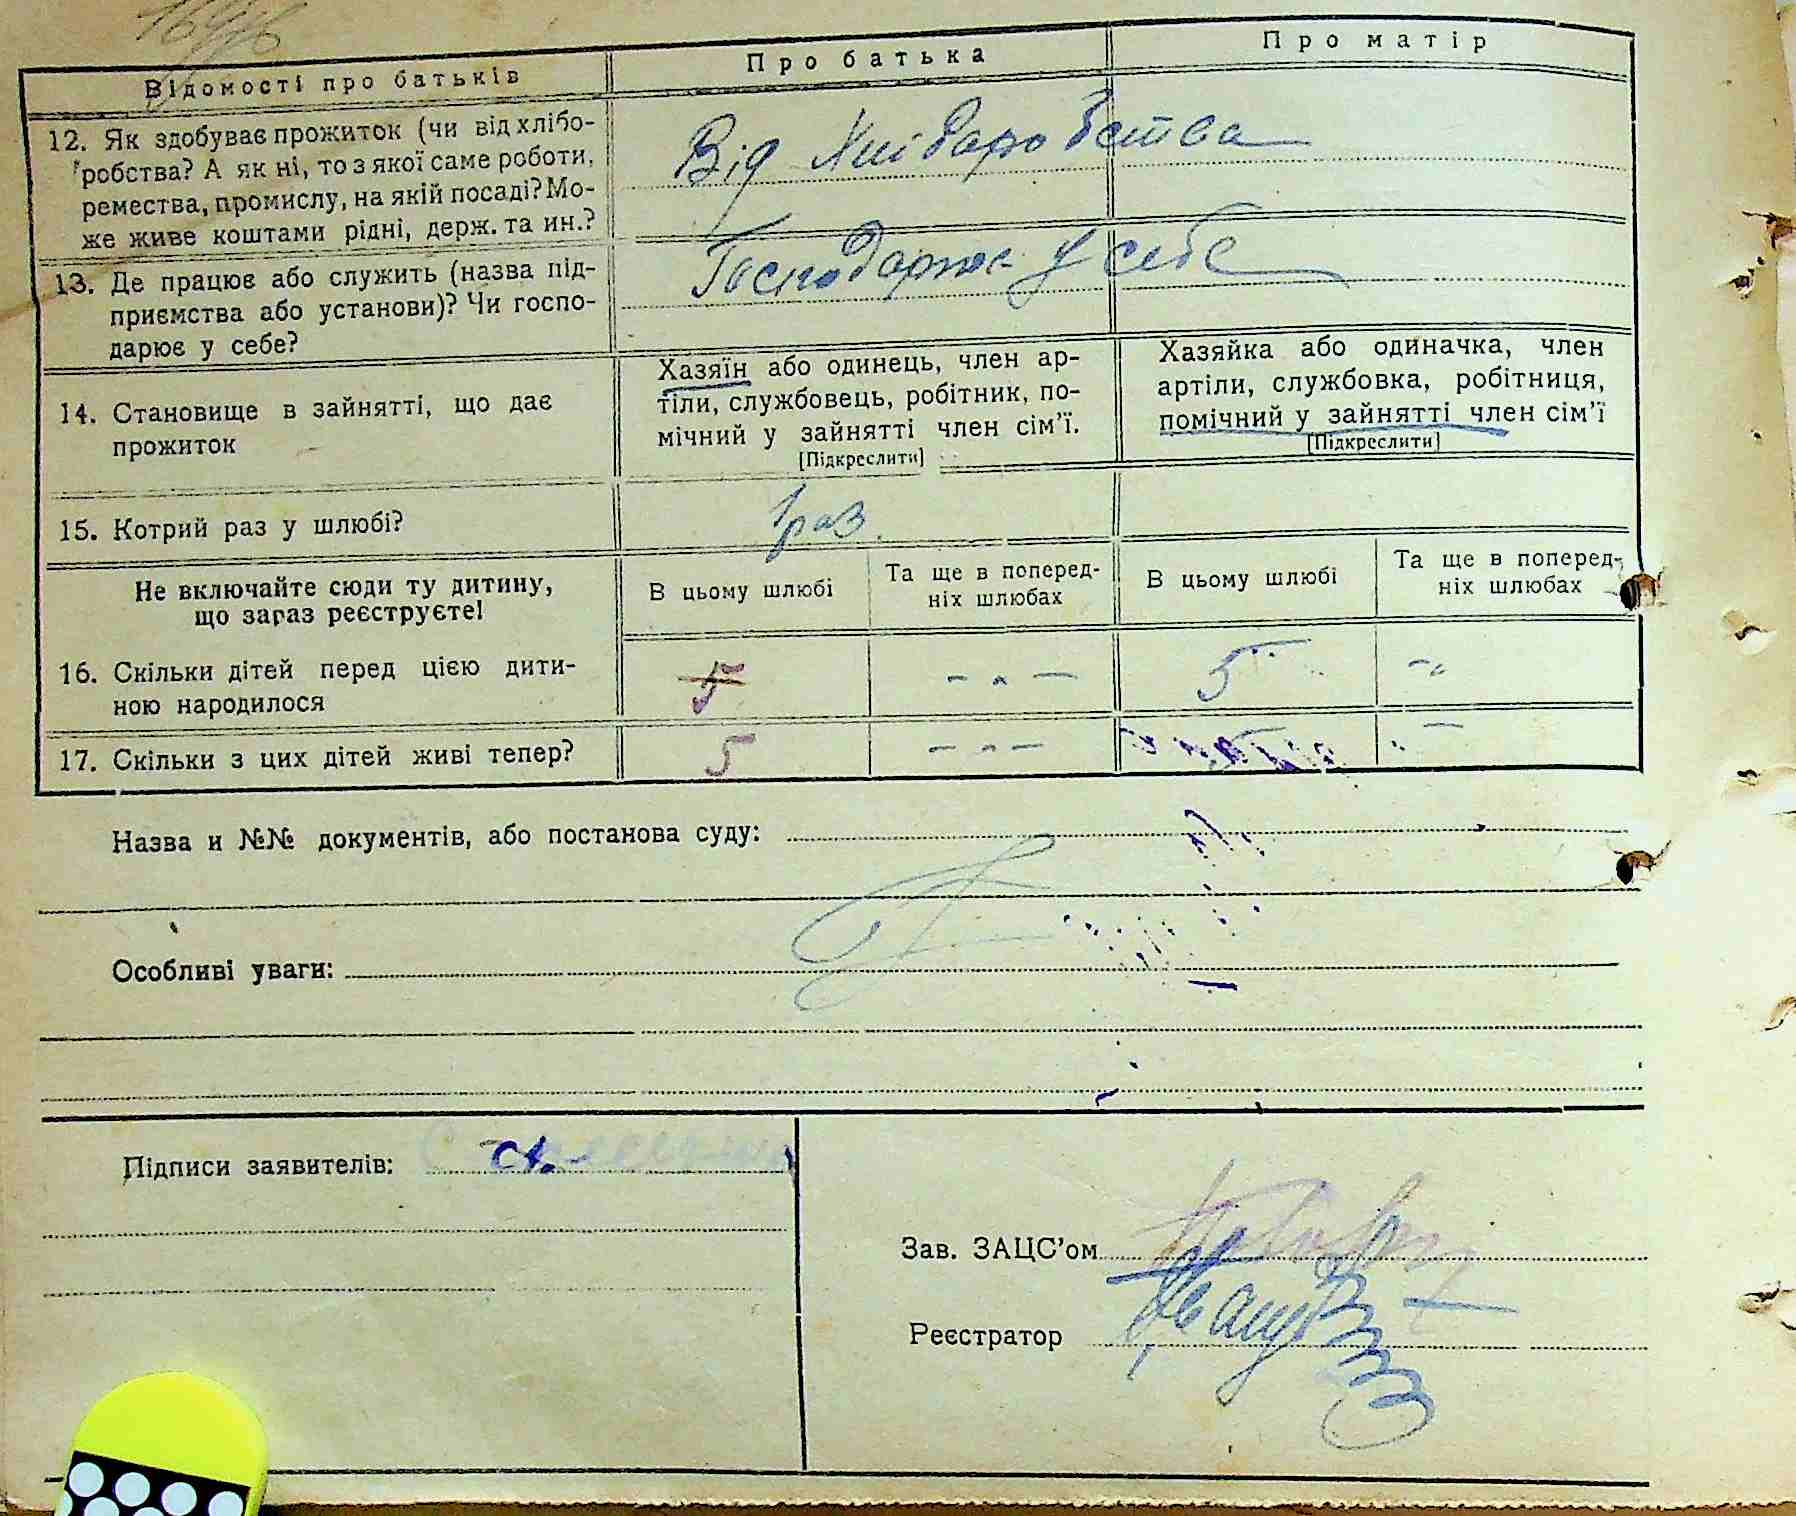 Відомості про батьків
Про батька
Про матір
12. Як здобуває прожиток (чи від хлібо-
робства? А як ні, то з якої саме роботи,
ремества, промислу, на якій посаді? Мо-
же живе коштами рідні, держ. та ин.?
Від Хліборобства
13. Де працює або служить (назва під-
приємства або установи)? Чи госпо-
дарює у себе?
Господарює у себе
14. Становище в зайнятті, що дає
прожиток
Хазяїн або одинець, член ар-
тіли, службовець, робітник, по-
мічний у зайнятті член сім'ї.
[Підкреслити]
Хазяйка або одиначка, член
артіли, службовка, робітниця,
помічний у зайнятті член сім'ї
[Підкреслити]
15. Котрий раз у шлюбі?
1 раз
Не включайте сюди ту дитину,
що зараз реєструєте!
В цьому шлюбі
Та ще в поперед-
ніх шлюбах
В цьому шлюбі
Та ще в поперед-
ніх шлюбах
16. Скільки дітей перед цією дити-
ною народилося
5
5
17. Скільки з цих дітей живі тепер?
5
5
Назва и №№ документів, або постанова суду:
Особливі уваги:
Підписи заявителів:
Зав. ЗАЦС'ом
Реєстратор